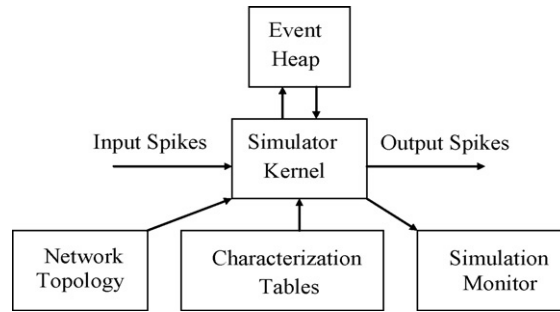 Event
Heap
Input Spikes
Simulator
Kernel
Output Spikes
Network
Topology
Characterization
Tables
Simulation
Monitor